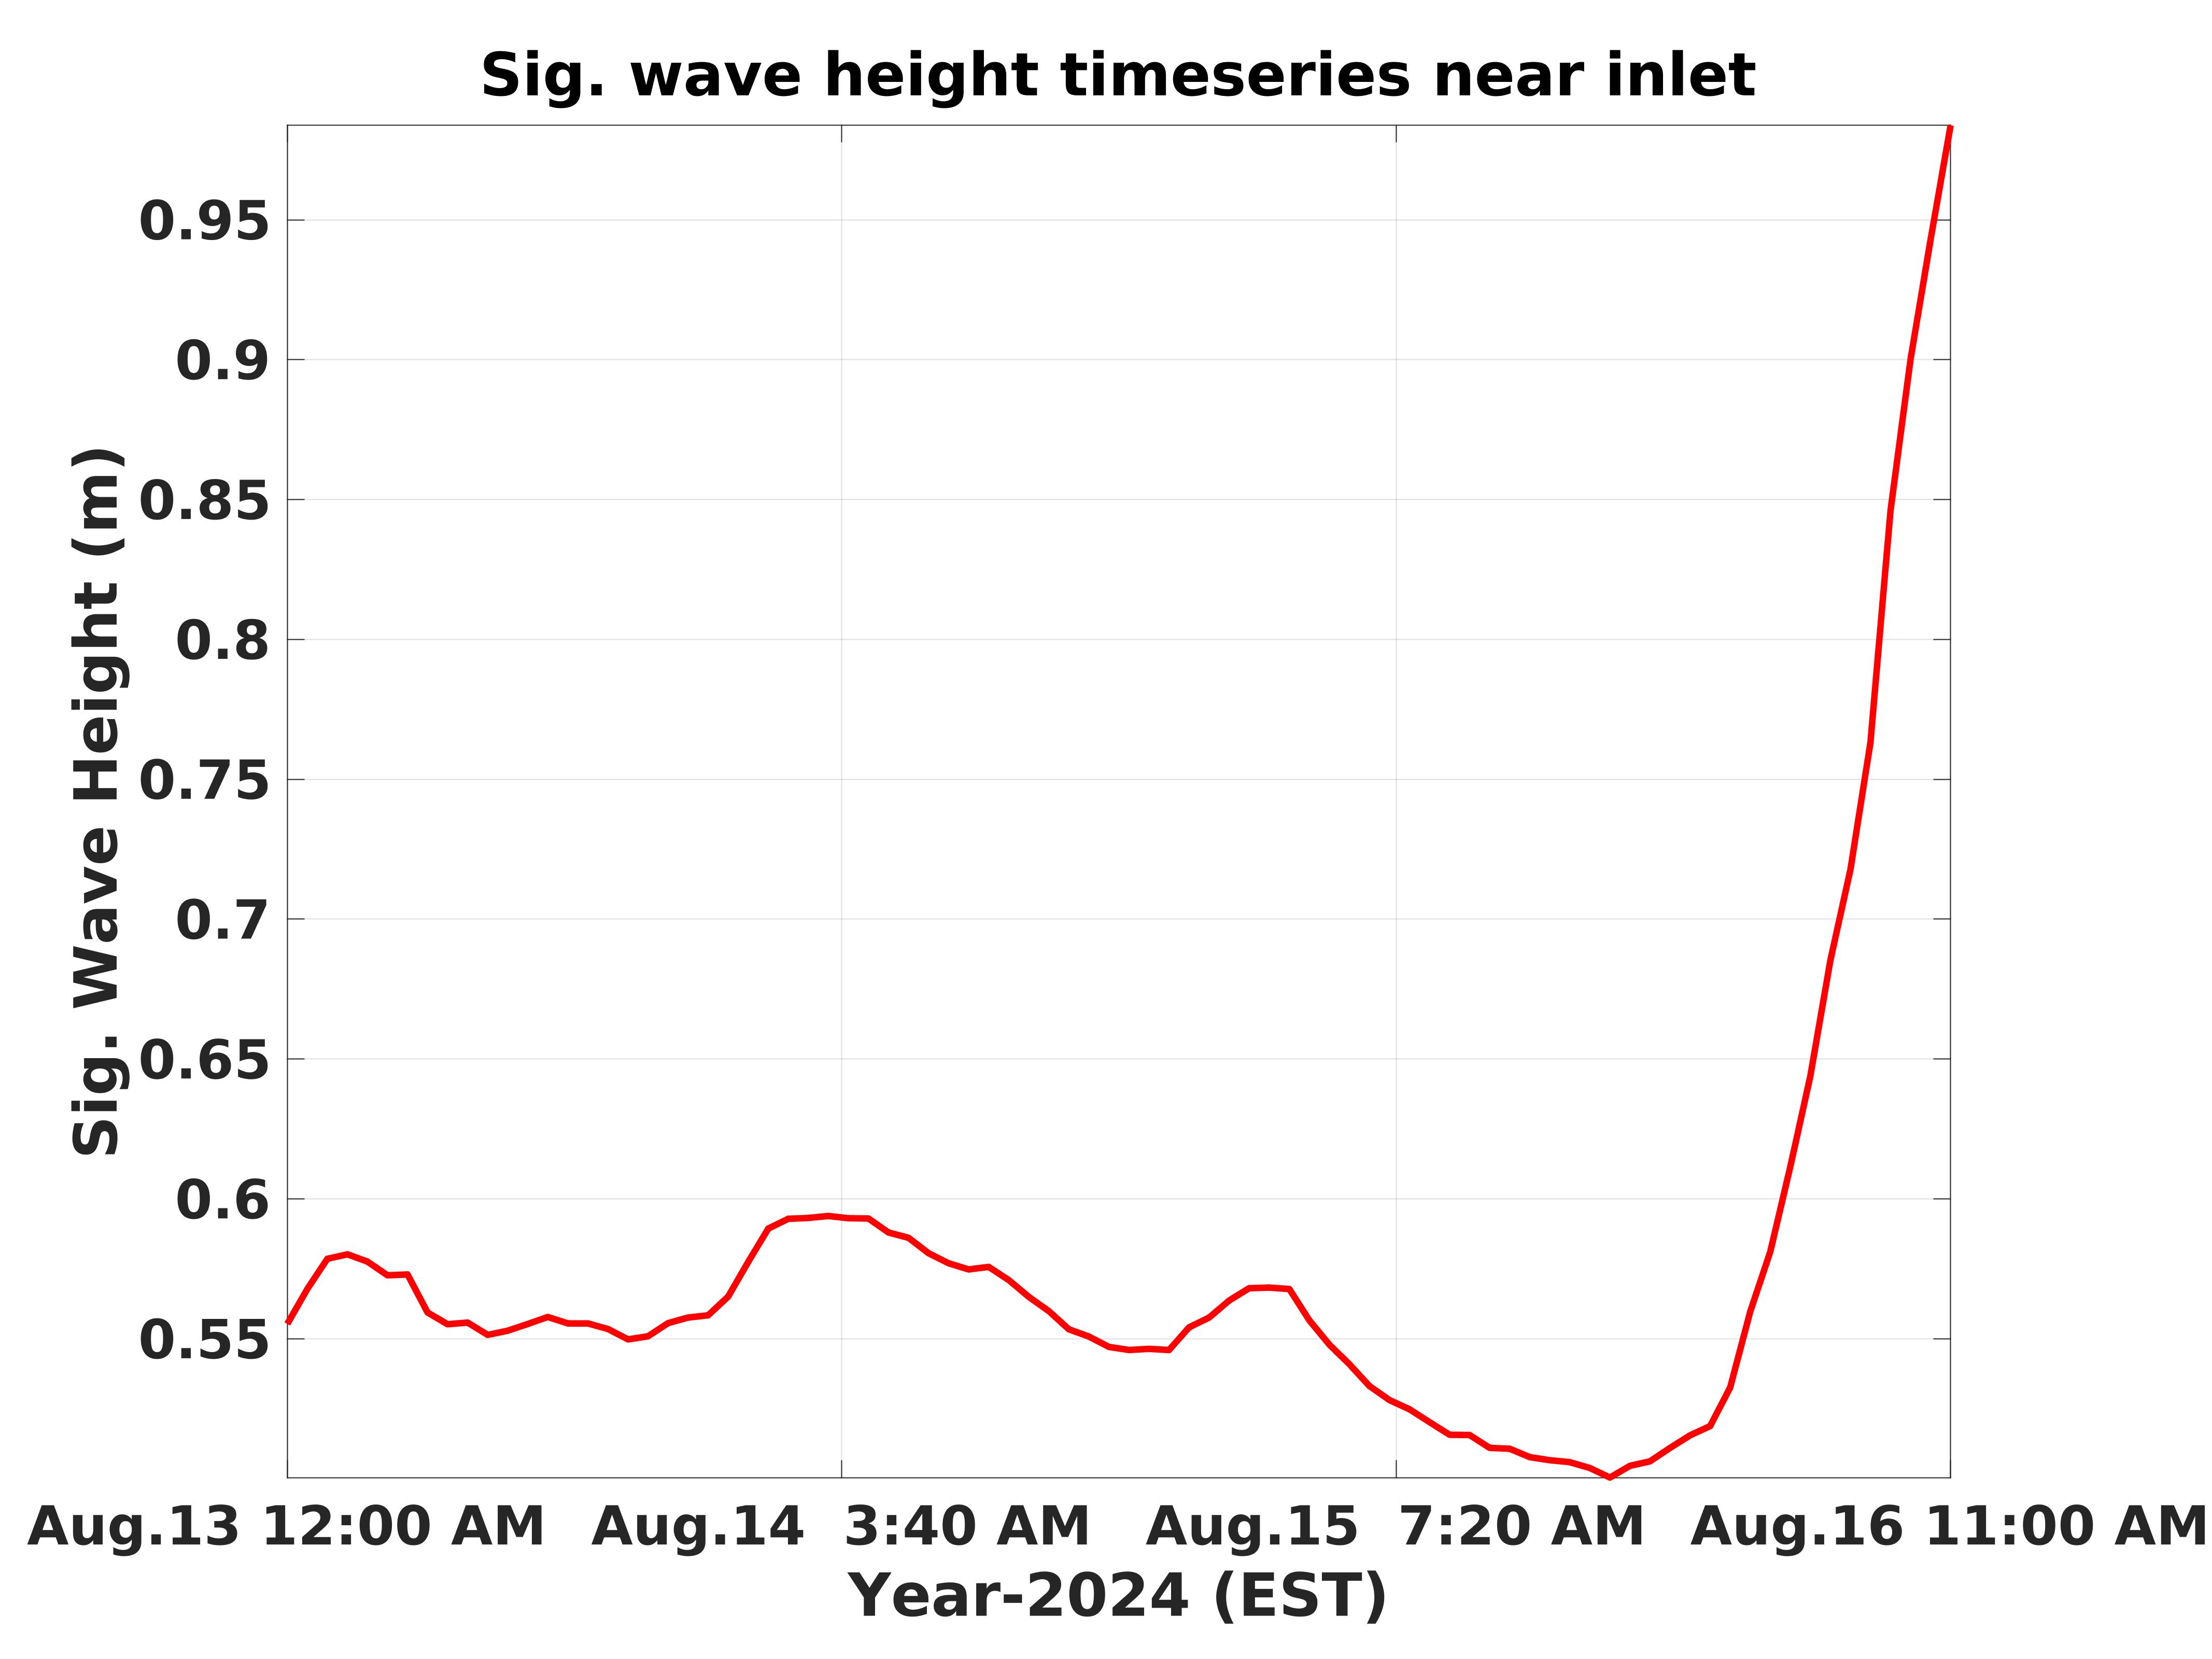 Sig. wave height timeseries near inlet
Sig. Wave Height (m)
0.95
0.9
0.85
0.8
0.75
0.7
0.65
0.6
0.55
Aug.13 12:00 AM Aug.14 3:40 AM Aug.15 7:20 AM Aug.16 11:00 AM
Year-2024 (EST)